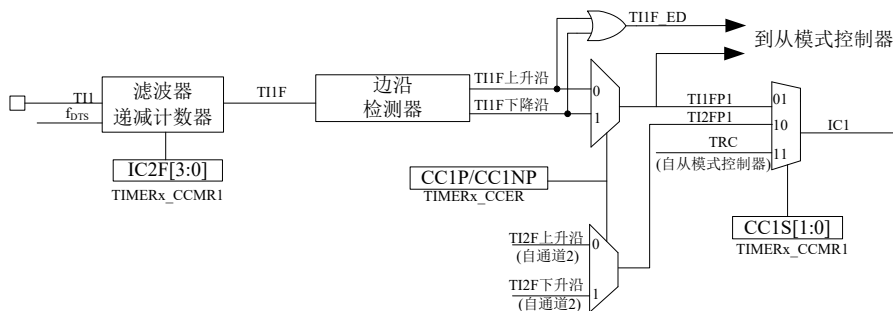 TI1F_ED
到从模式控制器
TI1
f_DTS
滤波器
递减计数器
TI1F
边沿
检测器
TI1F上升沿
TI1F下降沿
0
1
TI1FP1
TI2FP1
TRC
(自从模式控制器)
01
10
11
IC1
IC2F[3:0]
TIMERx_CCMR1
CC1P/CC1NP
TIMERx_CCER
CC1S[1:0]
TIMERx_CCMR1
TI2F上升沿
(自通道2)
0
TI2F下升沿
(自通道2)
1